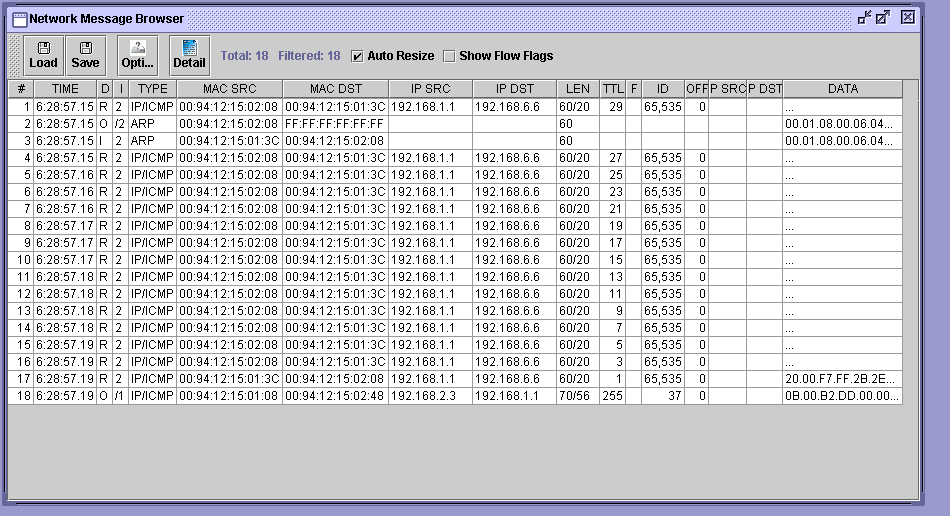 Network Message Browser
Load Save Opti... Detail Total: 18 Filtered: 18 Auto Resize Show Flow Flags
# TIME D I TYPE MAC SRC MAC DST IP SRC IP DST LEN TTL F ID OFF P SRC P DST DATA
1 6:28:57.15 R 2 IP/ICMP 00:94:12:15:02:08 00:94:12:15:01:3C 192.168.1.1 192.168.6.6 60/20 29 65,535 0 ...
2 6:28:57.15 O /2 ARP 00:94:12:15:02:08 FF:FF:FF:FF:FF:FF 60 00.01.08.00.06.04...
3 6:28:57.15 I 2 ARP 00:94:12:15:01:3C 00:94:12:15:02:08 60 00.01.08.00.06.04...
4 6:28:57.15 R 2 IP/ICMP 00:94:12:15:02:08 00:94:12:15:01:3C 192.168.1.1 192.168.6.6 60/20 27 65,535 0 ...
5 6:28:57.16 R 2 IP/ICMP 00:94:12:15:02:08 00:94:12:15:01:3C 192.168.1.1 192.168.6.6 60/20 25 65,535 0 ...
6 6:28:57.16 R 2 IP/ICMP 00:94:12:15:02:08 00:94:12:15:01:3C 192.168.1.1 192.168.6.6 60/20 23 65,535 0 ...
7 6:28:57.16 R 2 IP/ICMP 00:94:12:15:02:08 00:94:12:15:01:3C 192.168.1.1 192.168.6.6 60/20 21 65,535 0 ...
8 6:28:57.17 R 2 IP/ICMP 00:94:12:15:02:08 00:94:12:15:01:3C 192.168.1.1 192.168.6.6 60/20 19 65,535 0 ...
9 6:28:57.17 R 2 IP/ICMP 00:94:12:15:02:08 00:94:12:15:01:3C 192.168.1.1 192.168.6.6 60/20 17 65,535 0 ...
10 6:28:57.17 R 2 IP/ICMP 00:94:12:15:02:08 00:94:12:15:01:3C 192.168.1.1 192.168.6.6 60/20 15 65,535 0 ...
11 6:28:57.18 R 2 IP/ICMP 00:94:12:15:02:08 00:94:12:15:01:3C 192.168.1.1 192.168.6.6 60/20 13 65,535 0 ...
12 6:28:57.18 R 2 IP/ICMP 00:94:12:15:02:08 00:94:12:15:01:3C 192.168.1.1 192.168.6.6 60/20 11 65,535 0 ...
13 6:28:57.18 R 2 IP/ICMP 00:94:12:15:02:08 00:94:12:15:01:3C 192.168.1.1 192.168.6.6 60/20 9 65,535 0 ...
14 6:28:57.18 R 2 IP/ICMP 00:94:12:15:02:08 00:94:12:15:01:3C 192.168.1.1 192.168.6.6 60/20 7 65,535 0 ...
15 6:28:57.19 R 2 IP/ICMP 00:94:12:15:02:08 00:94:12:15:01:3C 192.168.1.1 192.168.6.6 60/20 5 65,535 0 ...
16 6:28:57.19 R 2 IP/ICMP 00:94:12:15:02:08 00:94:12:15:01:3C 192.168.1.1 192.168.6.6 60/20 3 65,535 0 ...
17 6:28:57.19 R 2 IP/ICMP 00:94:12:15:01:3C 00:94:12:15:02:08 192.168.1.1 192.168.6.6 60/20 1 65,535 0 20.00.F7.FF.2B.2E...
18 6:28:57.19 O /1 IP/ICMP 00:94:12:15:01:08 00:94:12:15:02:48 192.168.2.3 192.168.1.1 70/56 255 37 0 0B.00.B2.DD.00.00...